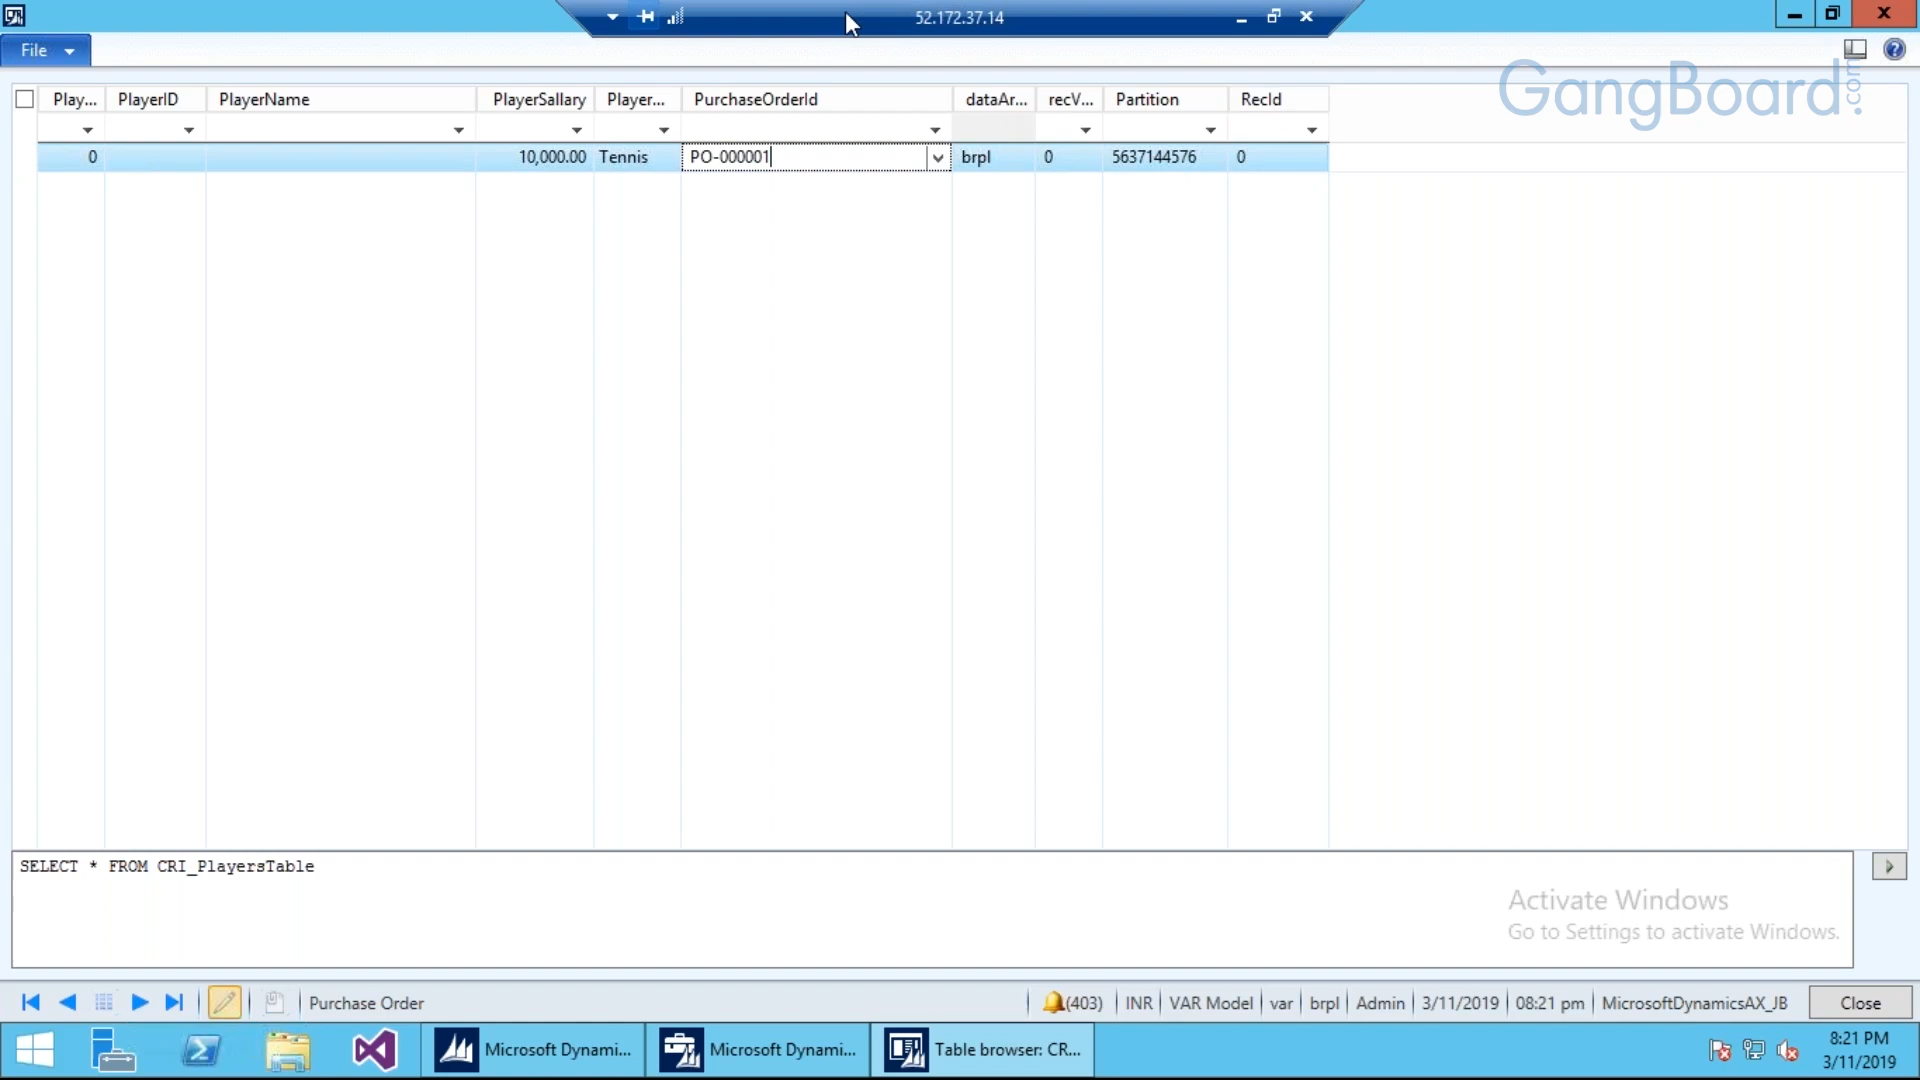 52.172.37.14
File
GangBoard.com
Play... PlayerID PlayerName PlayerSallary Player... PurchaseOrderId dataAr... recV... Partition RecId
0 10,000.00 Tennis PO-000001 brpl 0 5637144576 0
SELECT * FROM CRI_PlayersTable
Activate Windows
Go to Settings to activate Windows.
Purchase Order (403) INR VAR Model var brpl Admin 3/11/2019 08:21 pm MicrosoftDynamicsAX_JB Close
Microsoft Dynami... Microsoft Dynami... Table browser: CR... 8:21 PM
3/11/2019